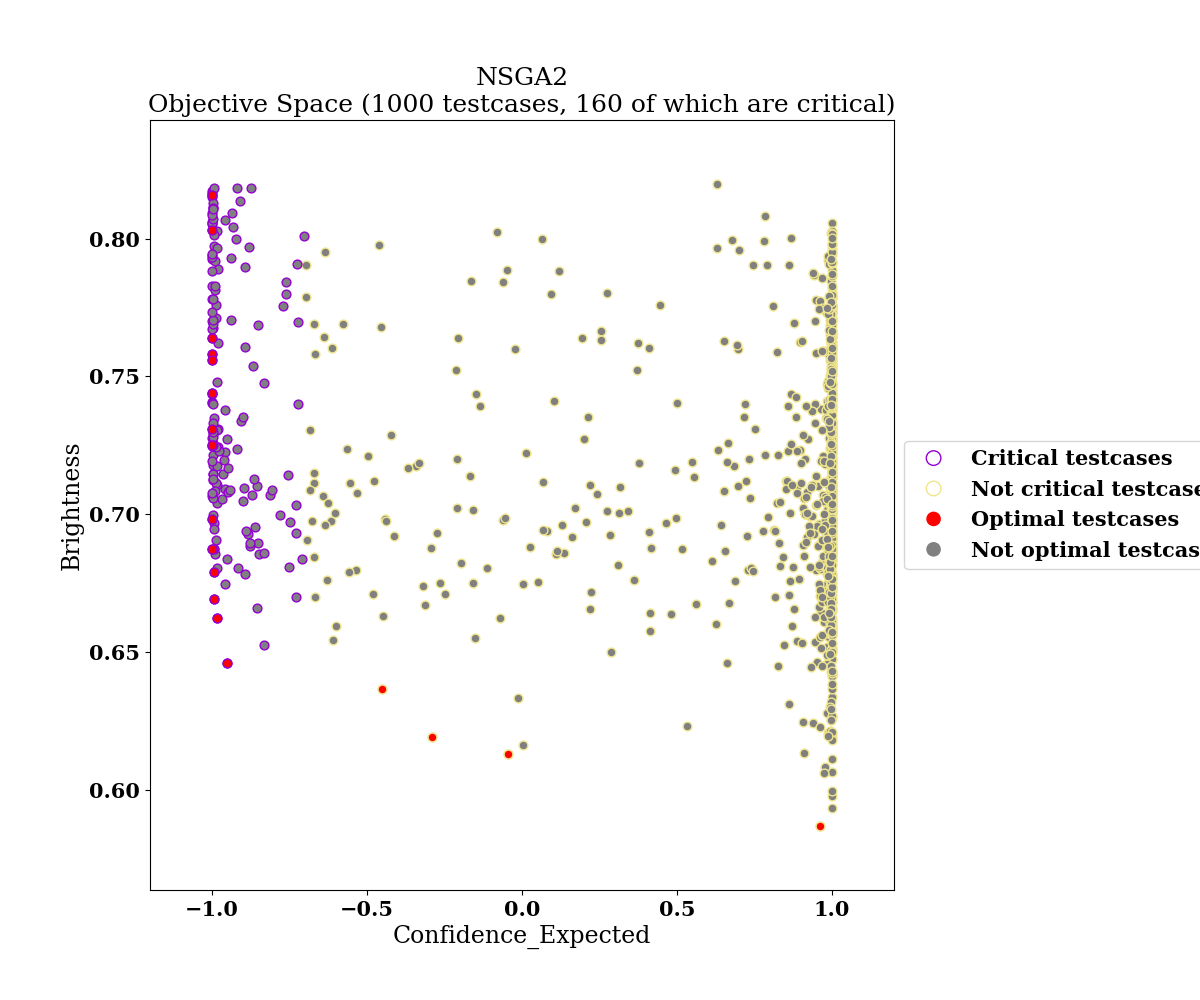 NSGA2
Objective Space (1000 testcases, 160 of which are critical)
0.80
0.75
0.70
0.65
0.60
Brightness
−1.0
−0.5
0.0
0.5
1.0
Confidence_Expected
Critical testcases
Not critical testcase
Optimal testcases
Not optimal testcas